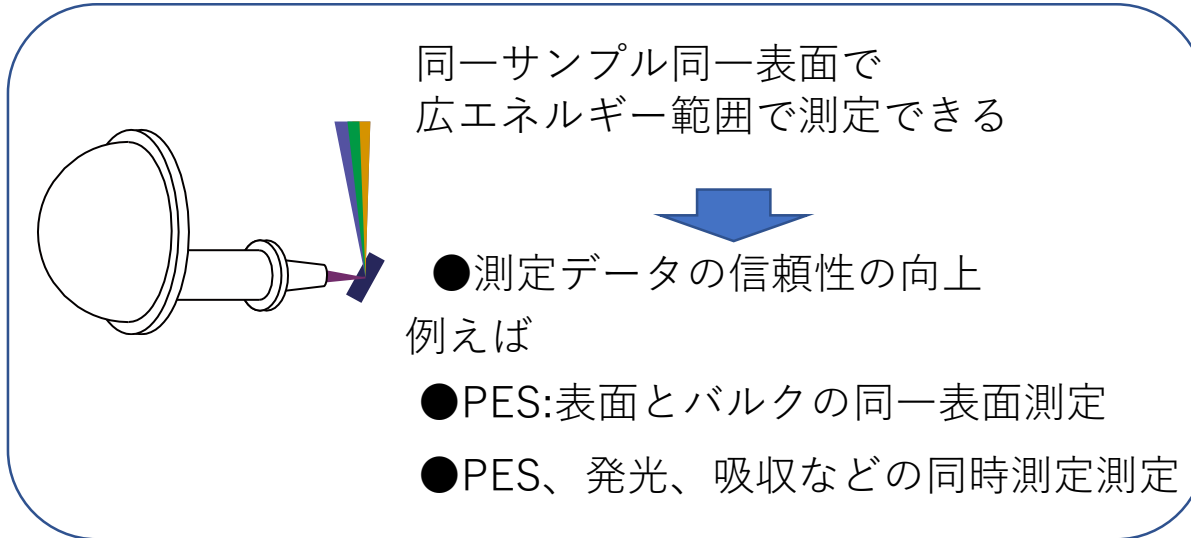 同一サンプル同一表面で
広エネルギー範囲で測定できる
●測定データの信頼性の向上
例えば
●PES:表面とバルクの同一表面測定
●PES、発光、吸収などの同時測定測定